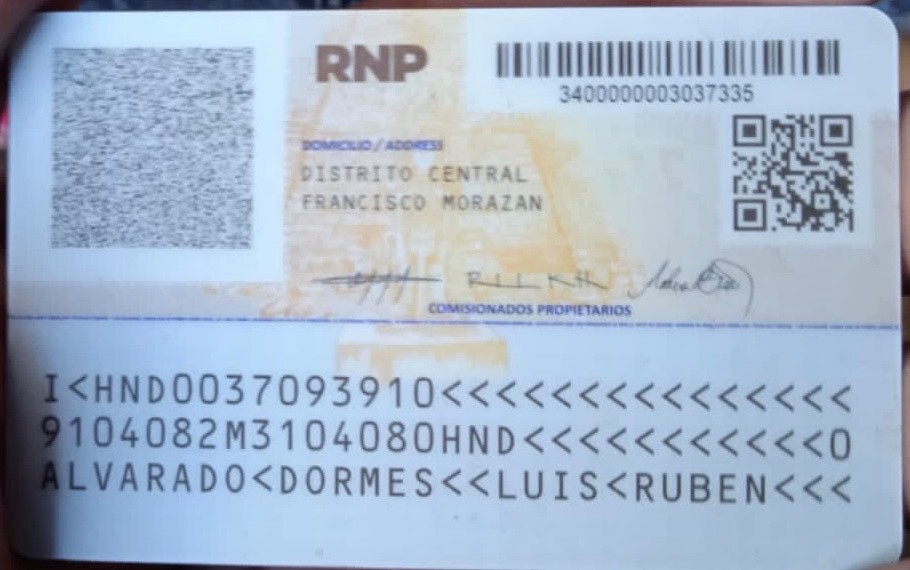 RNP
3400000003037335
DOMICILIO / ADDRESS
DISTRITO CENTRAL
FRANCISCO MORAZAN
COMISIONADOS PROPIETARIOS
I<HND0037093910<<<<<<<<<<<<<<<
9104082M3104080HND<<<<<<<<<<<0
ALVARADO<DORMES<<LUIS<RUBEN<<<